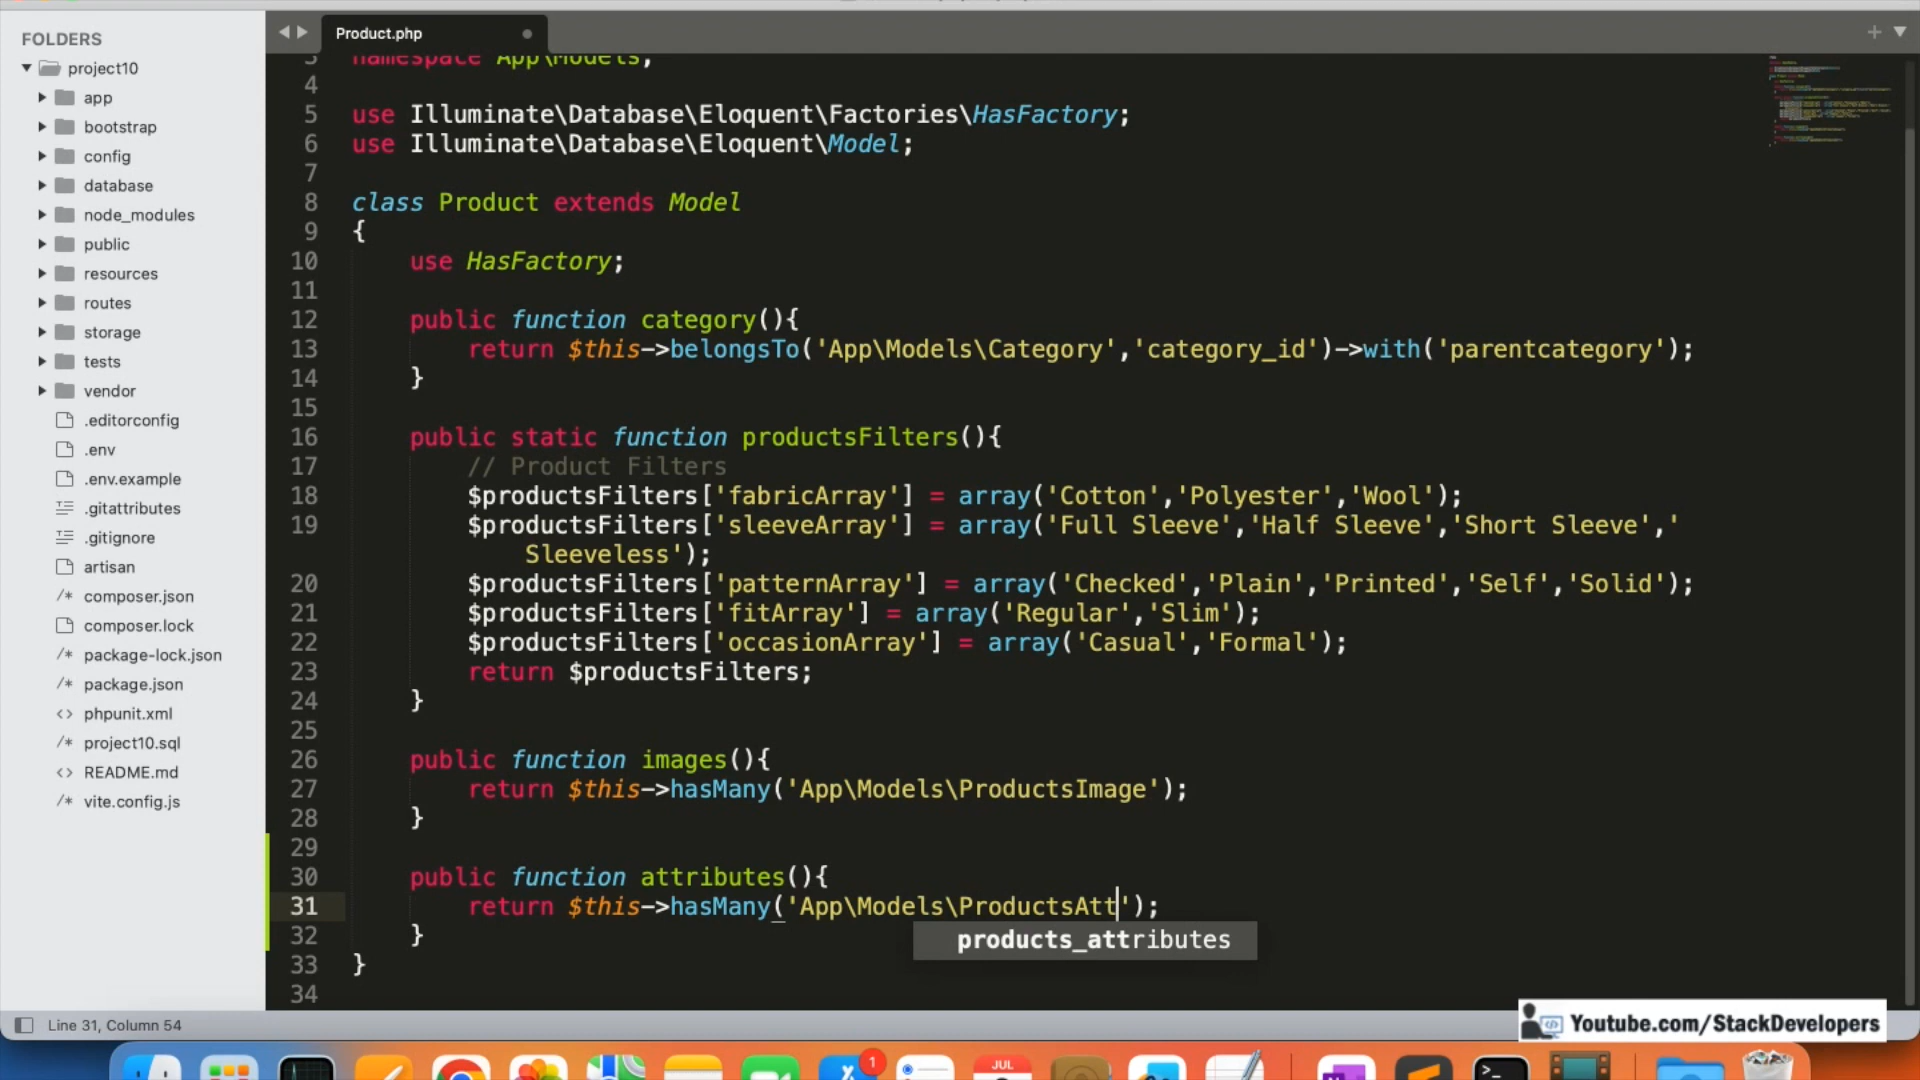 FOLDERS
project10
app
bootstrap
config
database
node_modules
public
resources
routes
storage
tests
vendor
.editorconfig
.env
.env.example
.gitattributes
.gitignore
artisan
/* composer.json
composer.lock
/* package-lock.json
/* package.json
<> phpunit.xml
/* project10.sql
<> README.md
/* vite.config.js
Product.php
3 namespace App\Models;
4
5 use Illuminate\Database\Eloquent\Factories\HasFactory;
6 use Illuminate\Database\Eloquent\Model;
7
8 class Product extends Model
9 {
10 use HasFactory;
11
12 public function category(){
13 return $this->belongsTo('App\Models\Category','category_id')->with('parentcategory');
14 }
15
16 public static function productsFilters(){
17 // Product Filters
18 $productsFilters['fabricArray'] = array('Cotton','Polyester','Wool');
19 $productsFilters['sleeveArray'] = array('Full Sleeve','Half Sleeve','Short Sleeve','
Sleeveless');
20 $productsFilters['patternArray'] = array('Checked','Plain','Printed','Self','Solid');
21 $productsFilters['fitArray'] = array('Regular','Slim');
22 $productsFilters['occasionArray'] = array('Casual','Formal');
23 return $productsFilters;
24 }
25
26 public function images(){
27 return $this->hasMany('App\Models\ProductsImage');
28 }
29
30 public function attributes(){
31 return $this->hasMany('App\Models\ProductsAtt');
products_attributes
32 }
33 }
34
Line 31, Column 54
Youtube.com/StackDevelopers
1
JUL